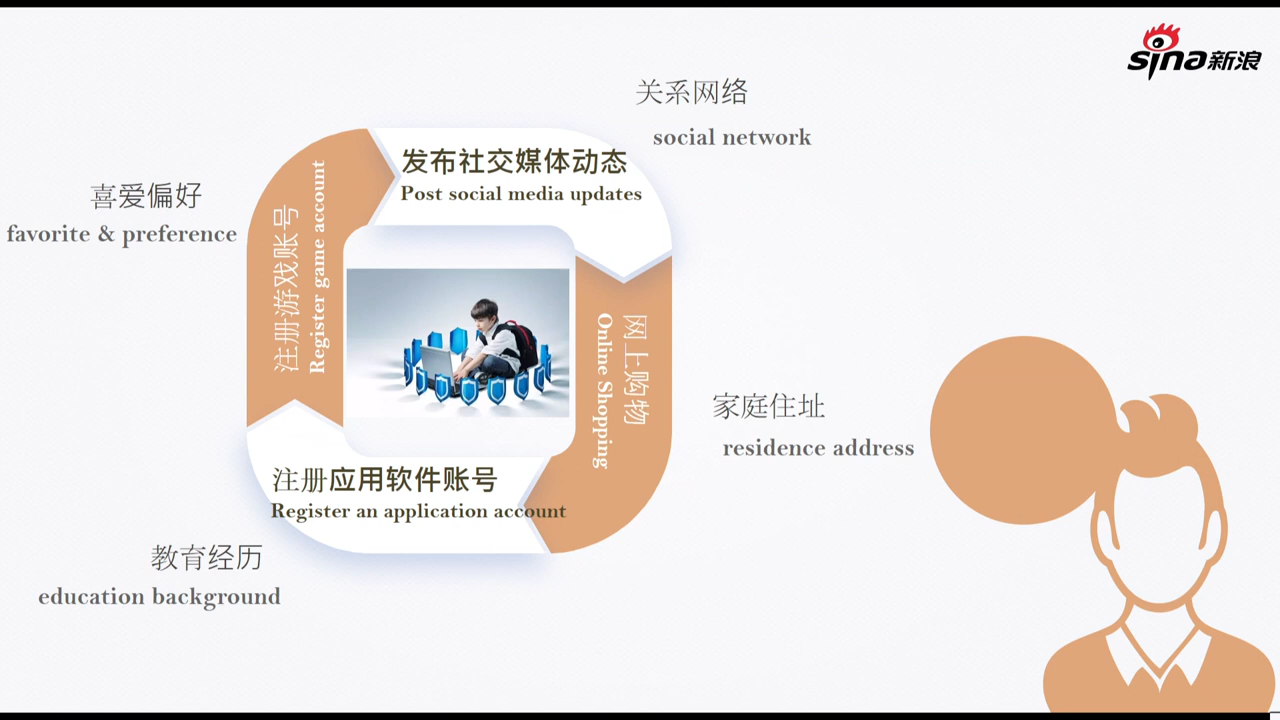 sina新浪
关系网络
social network
发布社交媒体动态
Post social media updates
喜爱偏好
favorite & preference
注册游戏账号
Register game account
网上购物
Online Shopping
家庭住址
residence address
注册应用软件账号
Register an application account
教育经历
education background